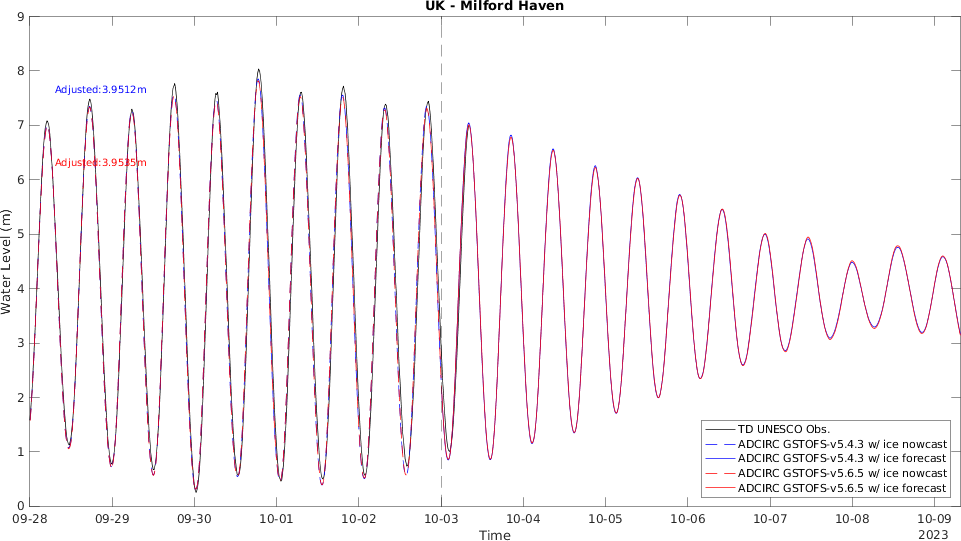 UK - Milford Haven
9
8
7
6
5
4
3
2
1
0
Water Level (m)
Adjusted:3.9512m
Adjusted:3.9535m
TD UNESCO Obs.
ADCIRC GSTOFS-v5.4.3 w/ ice nowcast
ADCIRC GSTOFS-v5.4.3 w/ ice forecast
ADCIRC GSTOFS-v5.6.5 w/ ice nowcast
ADCIRC GSTOFS-v5.6.5 w/ ice forecast
09-28 09-29 09-30 10-01 10-02 10-03 10-04 10-05 10-06 10-07 10-08 10-09
Time
2023